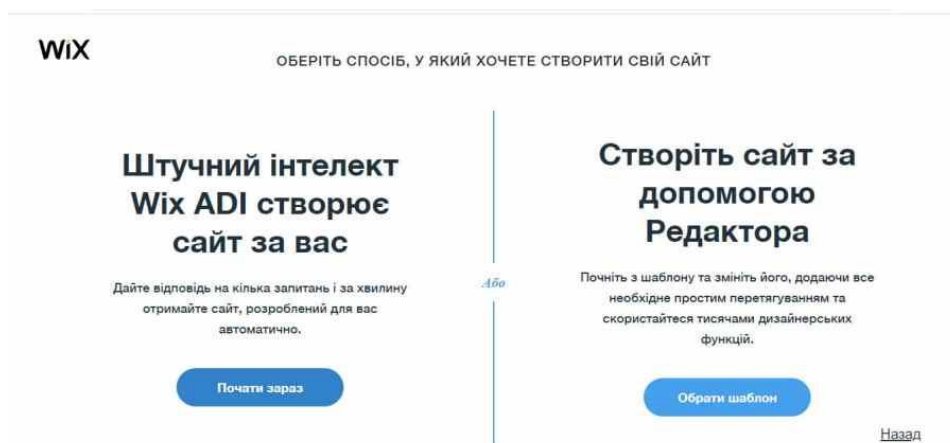 WiX
ОБЕРІТЬ СПОСІБ, У ЯКИЙ ХОЧЕТЕ СТВОРИТИ СВІЙ САЙТ
Штучний інтелект
Wix ADI створює
сайт за вас
Дайте відповідь на кілька запитань і за хвилину
отримайте сайт, розроблений для вас
автоматично.
Почати зараз
Або
Створіть сайт за
допомогою
Редактора
Почніть з шаблону та змініть його, додаючи все
необхідне простим перетягуванням та
скористайтеся тисячами дизайнерських
функцій.
Обрати шаблон
Назад